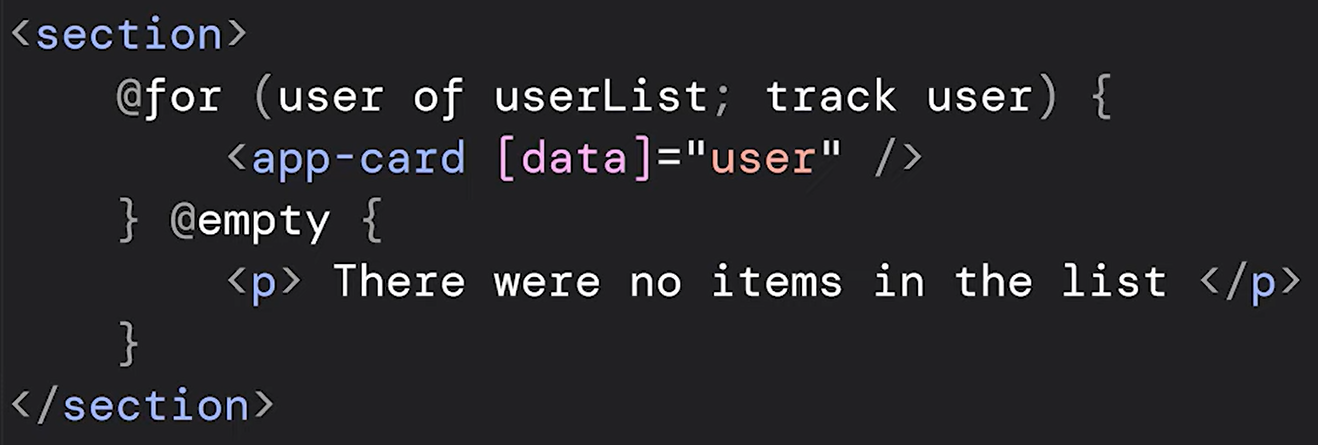 <section>
    @for (user of userList; track user) {
        <app-card [data]="user" />
    } @empty {
        <p> There were no items in the list </p>
    }
</section>